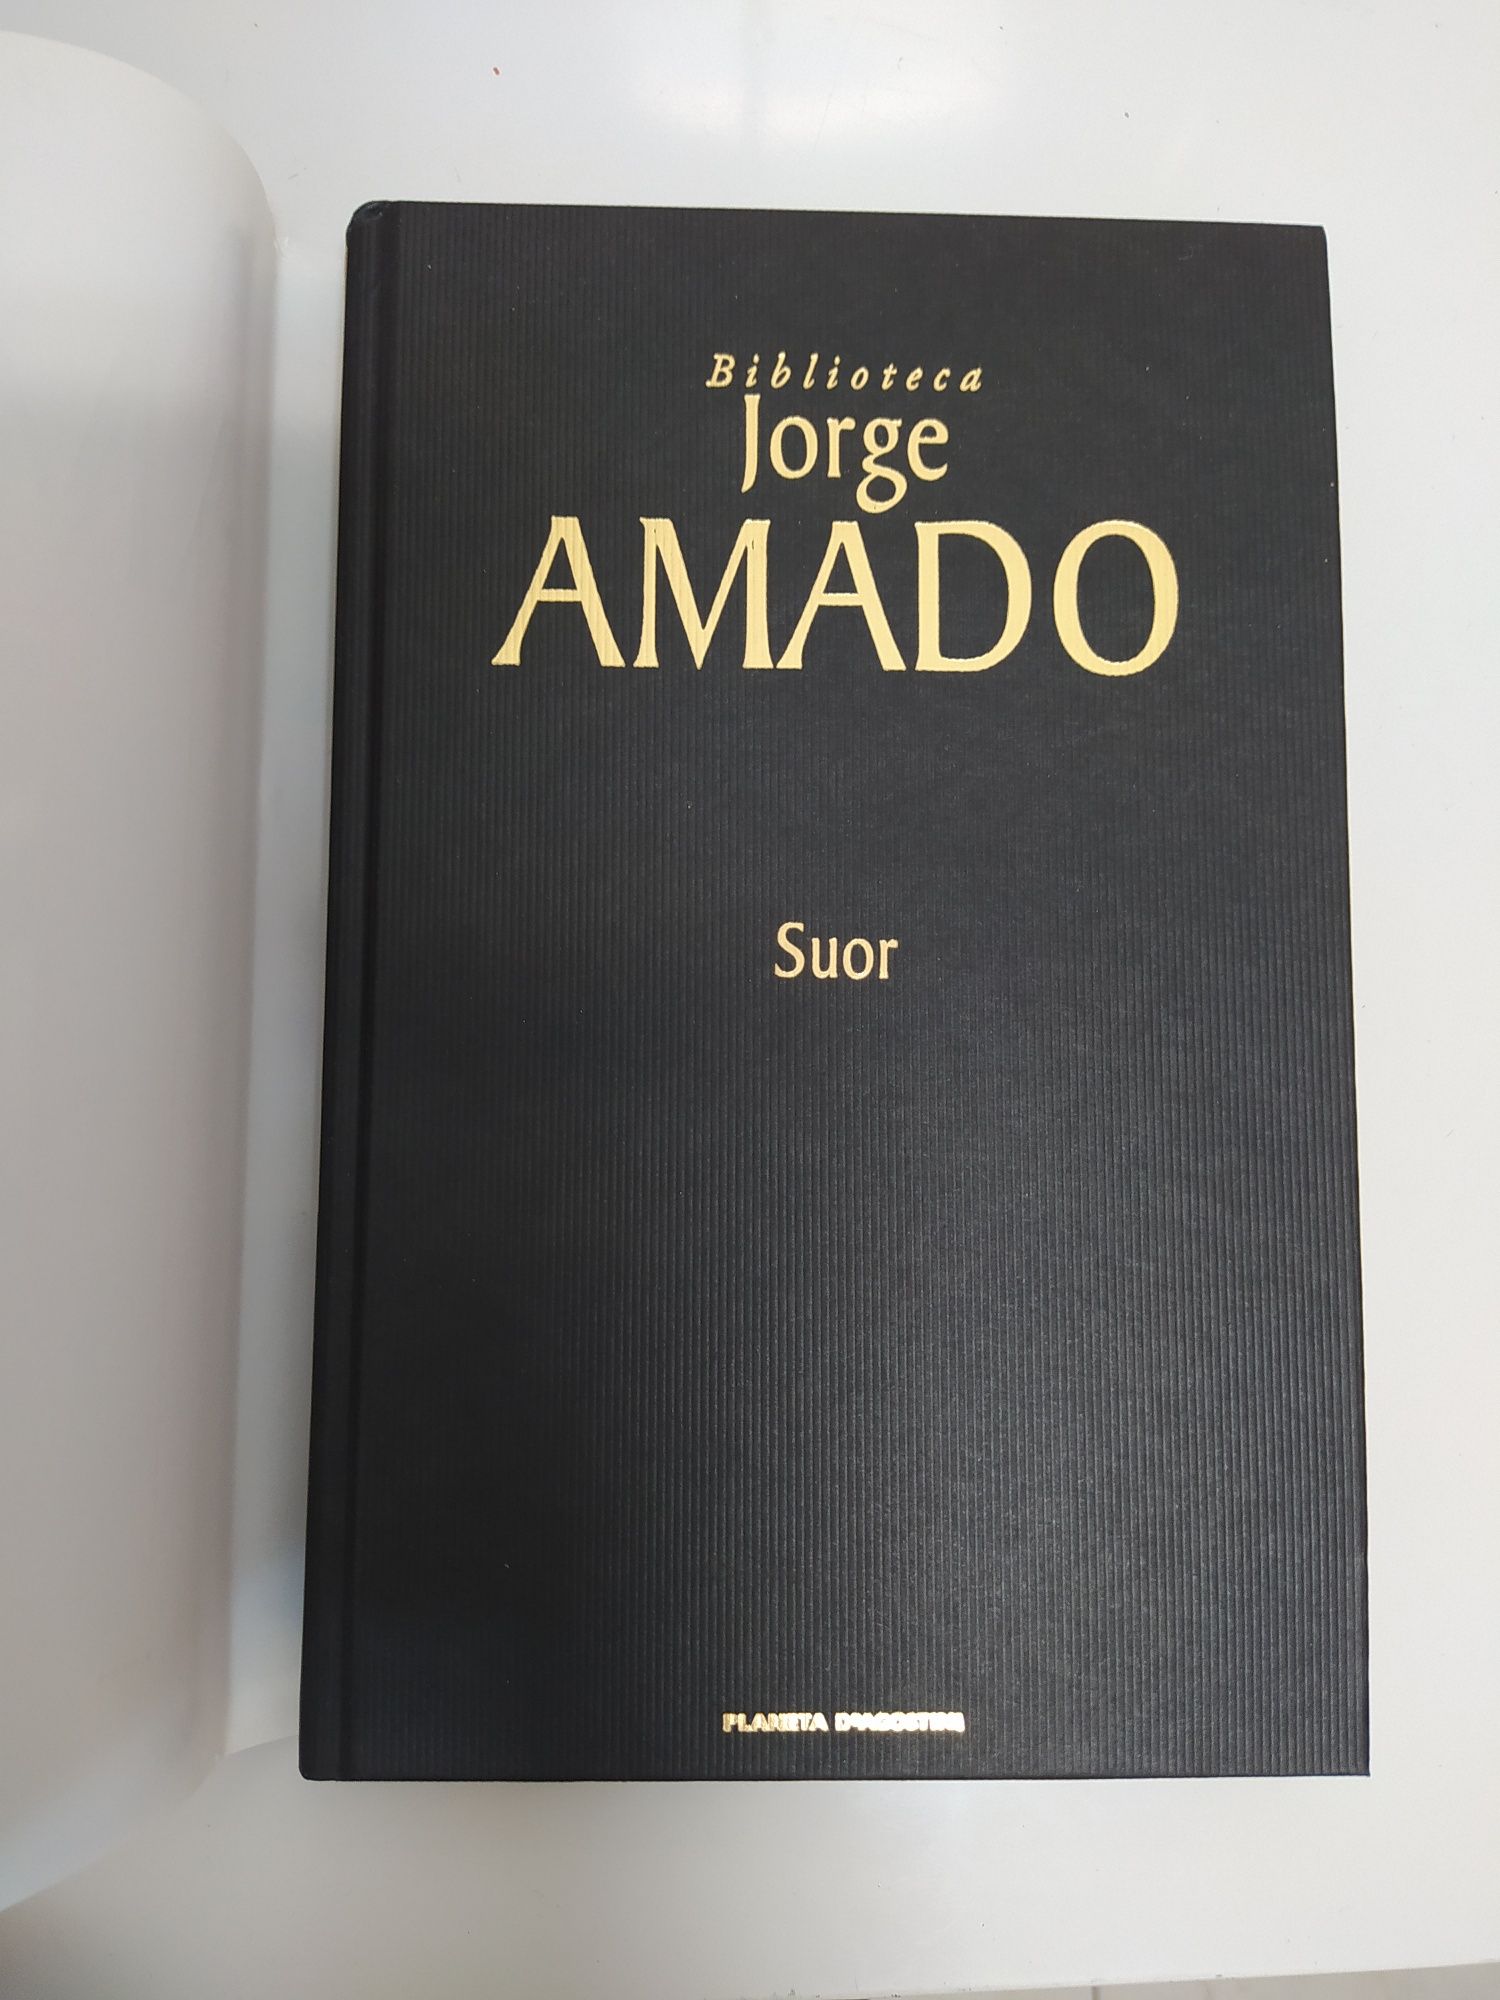 Biblioteca
Jorge
AMADO
Suor
PLANETA DEAGOSTINI